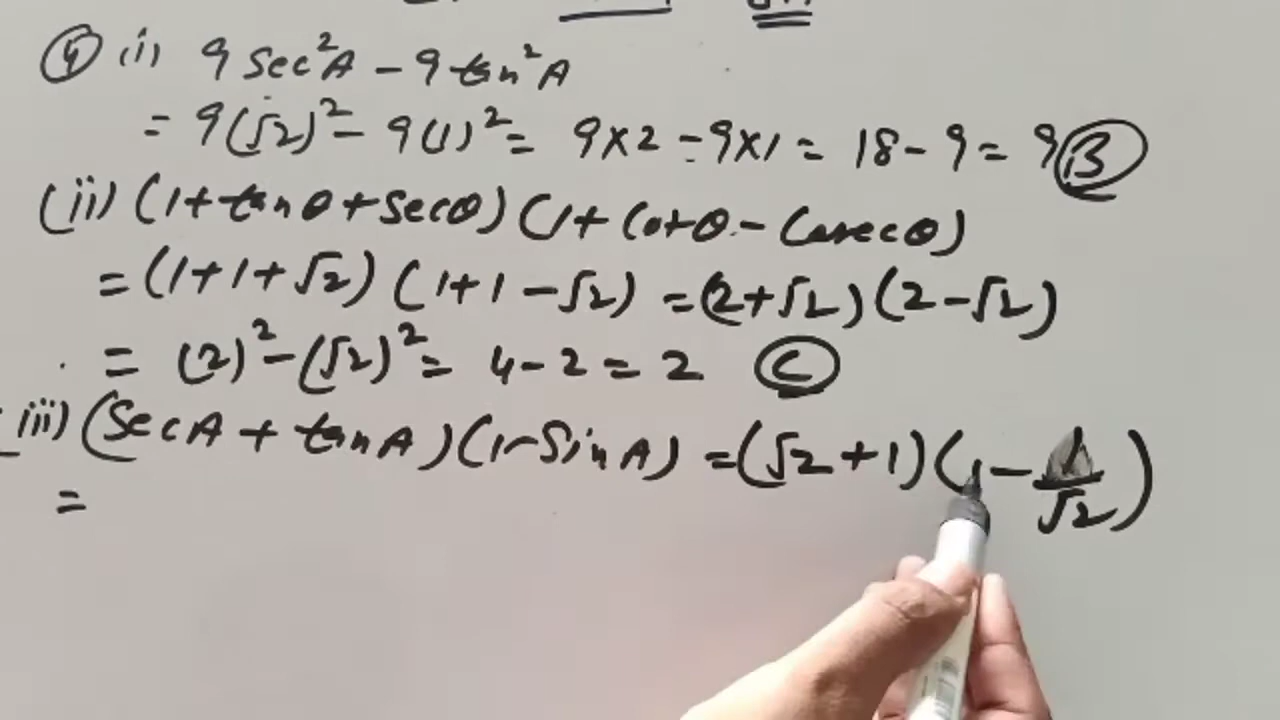 (4) (i) 9 sec²A - 9 tan²A
= 9(√2)² - 9(1)² = 9×2 - 9×1 = 18 - 9 = 9 (B)
(ii) (1+tanθ+secθ) (1+cotθ-cosecθ)
= (1+1+√2) (1+1-√2) = (2+√2) (2-√2)
= (2)² - (√2)² = 4-2 = 2 (C)
(iii) (SecA + tanA) (1-SinA) = (√2+1) (1 - 1/√2)
=